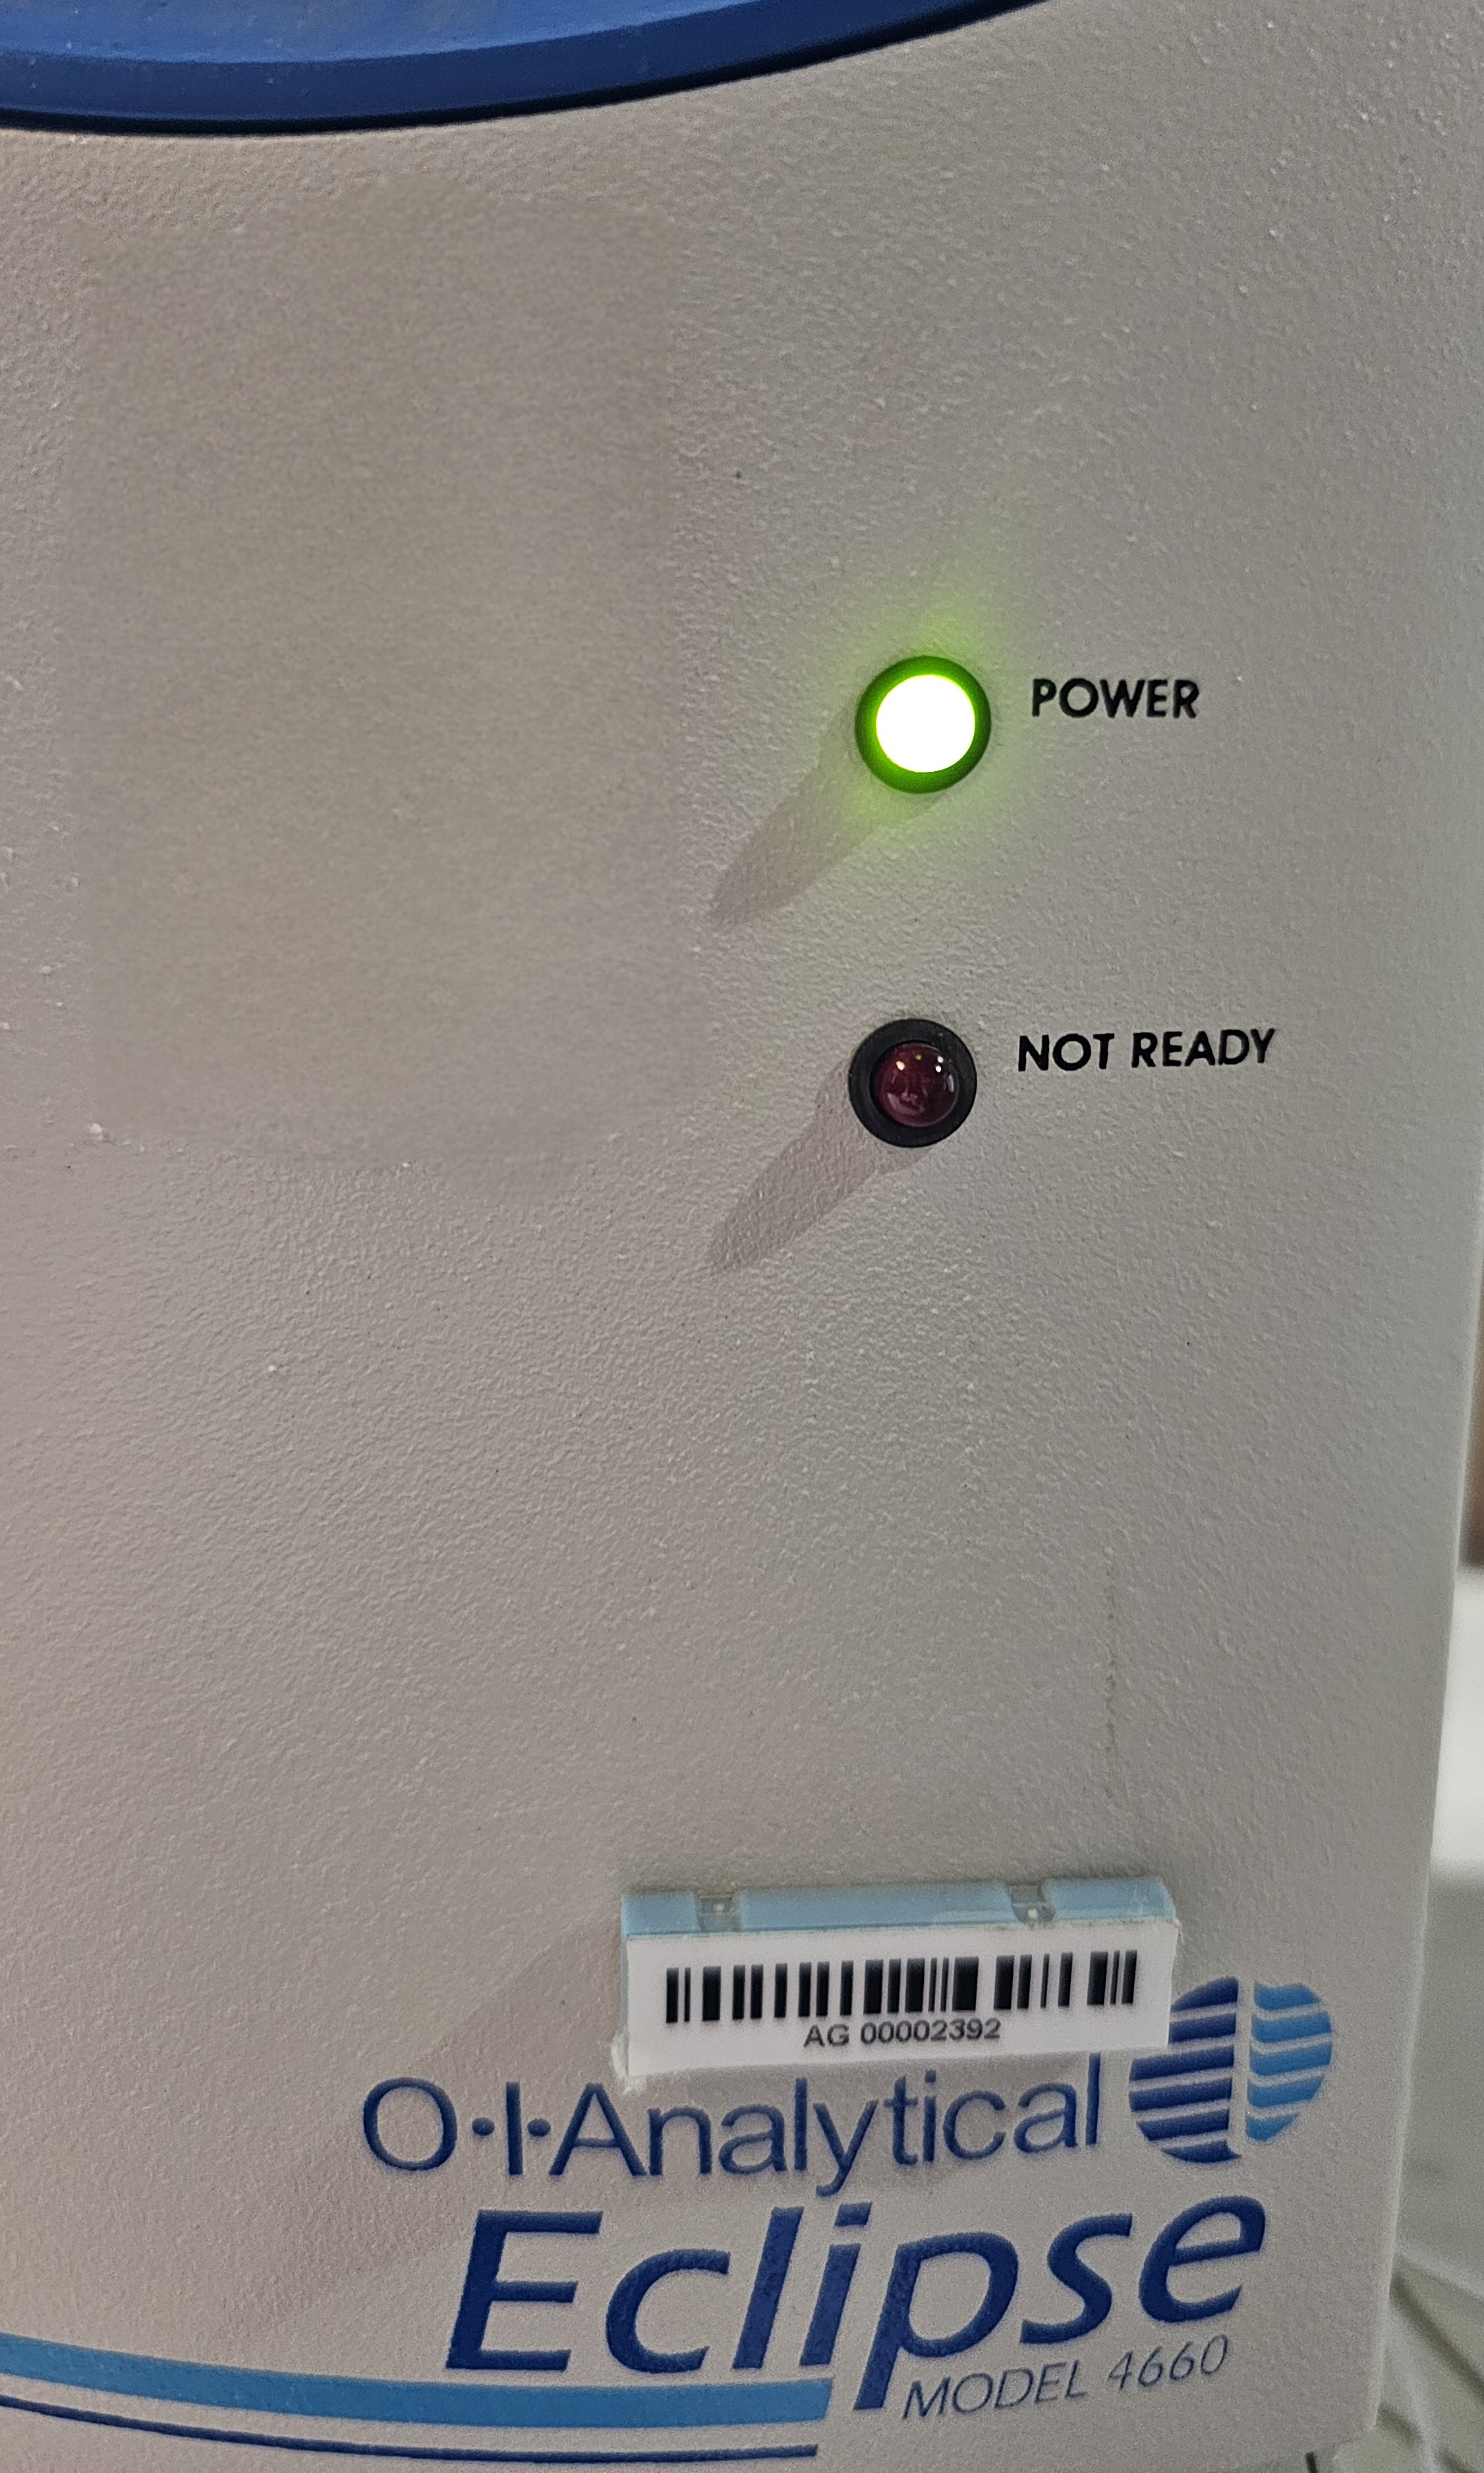 POWER
NOT READY
AG 00002392
O·I·Analytical
Eclipse
MODEL 4660